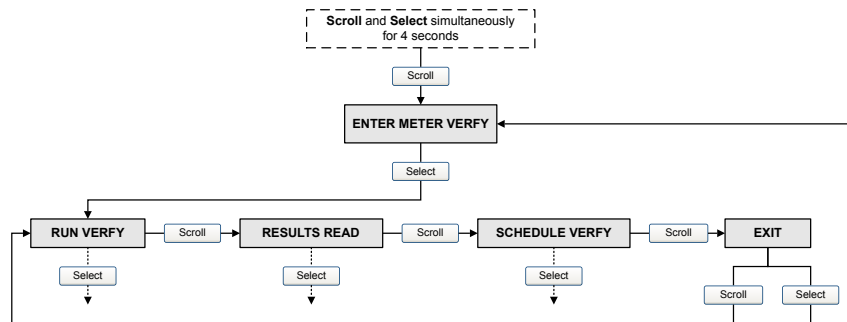 Scroll and Select simultaneously
for 4 seconds
Scroll
ENTER METER VERFY
Select
RUN VERFY
Scroll
RESULTS READ
Scroll
SCHEDULE VERFY
Scroll
EXIT
Select
Select
Select
Scroll
Select